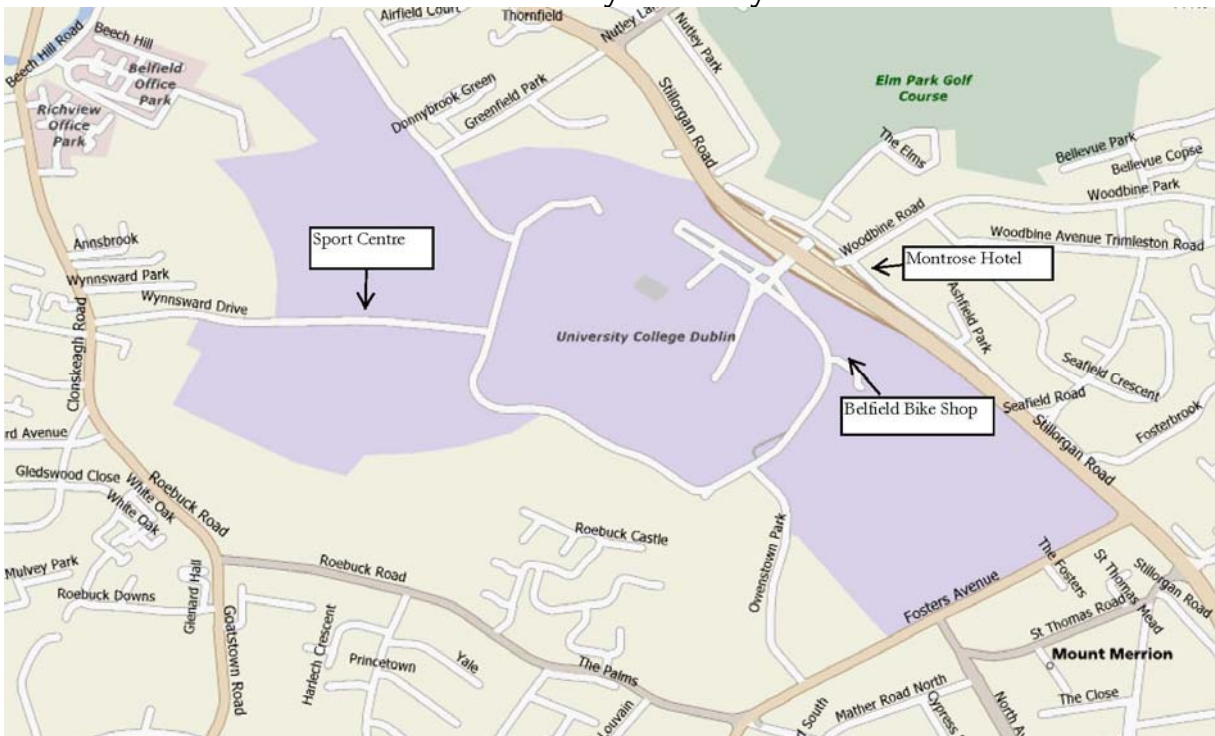 Airfield Court
Thornfield
Nutley Park
Beech Hill Road
Beech Hill
Belfield
Office
Park
Richview
Office
Park
Donnybrook Green
Greenfield Park
Stillorgan Road
Elm Park Golf
Course
The Elms
Bellevue Park
Bellevue Copse
Woodbine Park
Woodbine Road
Woodbine Avenue Trimleston Road
Annsbrook
Sport Centre
Montrose Hotel
Wynnsward Park
Wynnsward Drive
Ashfield Park
Clonskeagh Road
University College Dublin
Seafield Crescent
Belfield Bike Shop
Seafield Road
Fosterbrook
Stillorgan Road
rd Avenue
Gledswood Close
White Oak
White Oak
Roebuck Road
Roebuck Castle
Owenstown Park
Mulvey Park
Roebuck Downs
Glenard Hall
Goatstown Road
Roebuck Road
Harlech Crescent
Princetown
Yale
The Palms
Fosters Avenue
The Fosters
St Thomas Mead
Stillorgan Road
St Thomas Road
Mount Merrion
The Close
Mather Road North
Louvain